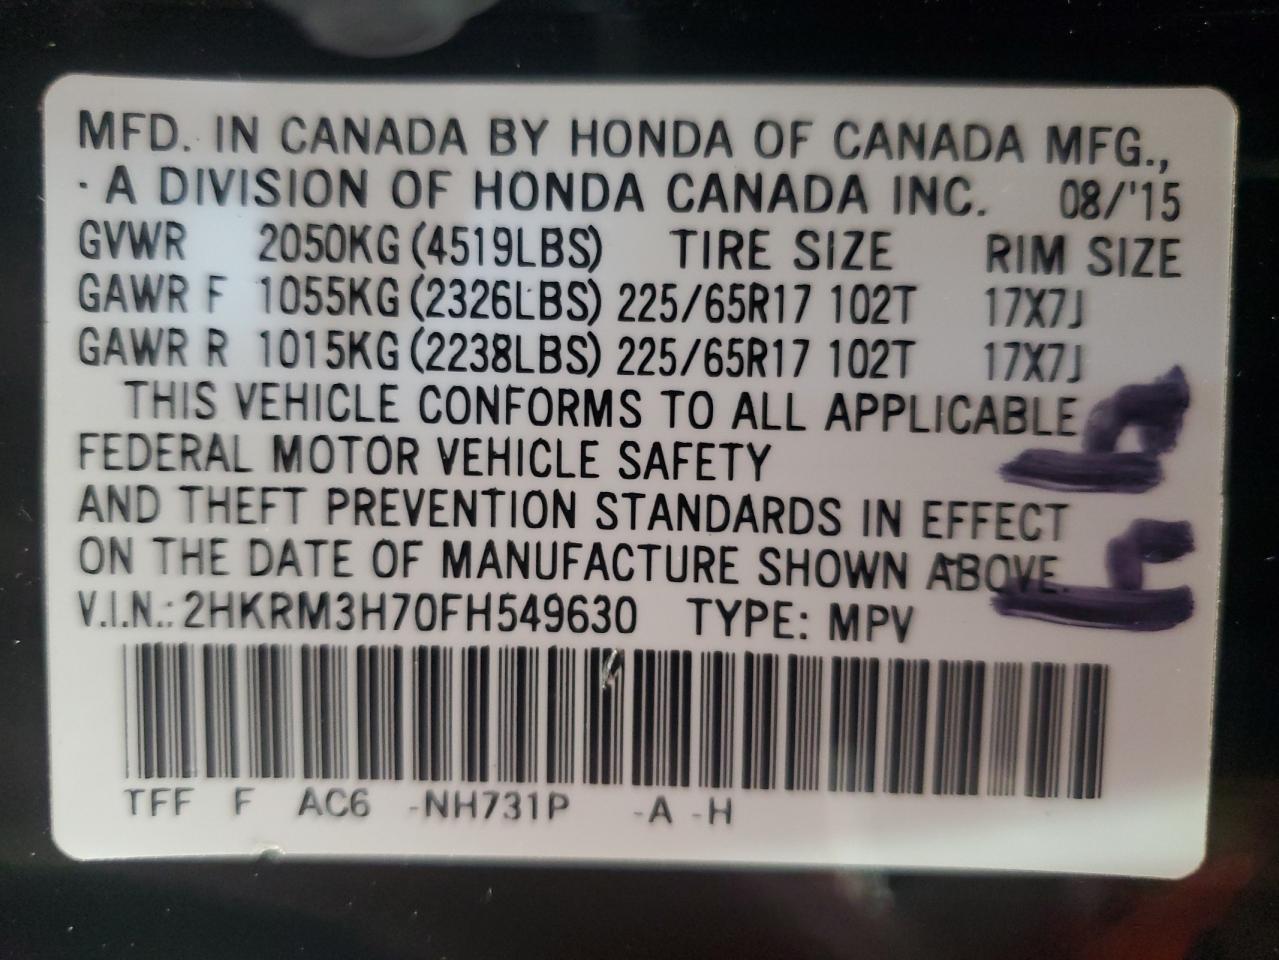 MFD. IN CANADA BY HONDA OF CANADA MFG.,
A DIVISION OF HONDA CANADA INC. 08/'15
GVWR 2050KG (4519LBS) TIRE SIZE RIM SIZE
GAWR F 1055KG (2326LBS) 225/65R17 102T 17X7J
GAWR R 1015KG (2238LBS) 225/65R17 102T 17X7J
THIS VEHICLE CONFORMS TO ALL APPLICABLE
FEDERAL MOTOR VEHICLE SAFETY
AND THEFT PREVENTION STANDARDS IN EFFECT
ON THE DATE OF MANUFACTURE SHOWN ABOVE.
V.I.N.: 2HKRM3H70FH549630 TYPE: MPV
TFF F AC6 -NH731P -A -H